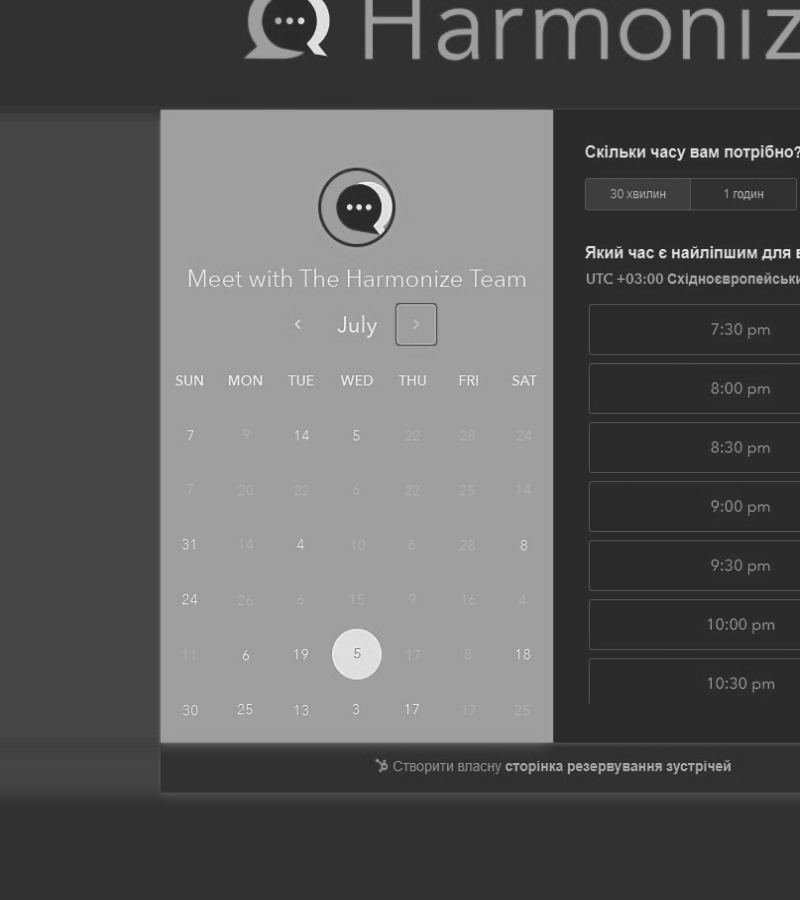 Harmoniz
Meet with The Harmonize Team
July
SUN MON TUE WED THU FRI SAT
7 9 14 5 22 28 24
7 20 22 6 22 25 14
31 14 4 10 6 28 8
24 26 6 15 9 16 4
11 6 19 5 17 8 18
30 25 13 3 17 17 25
Скільки часу вам потрібно?
30 хвилин 1 годин
Який час є найліпшим для
UTC +03:00 Східноєвропейськи
7:30 pm
8:00 pm
8:30 pm
9:00 pm
9:30 pm
10:00 pm
10:30 pm
Створити власну сторінка резервування зустрічей